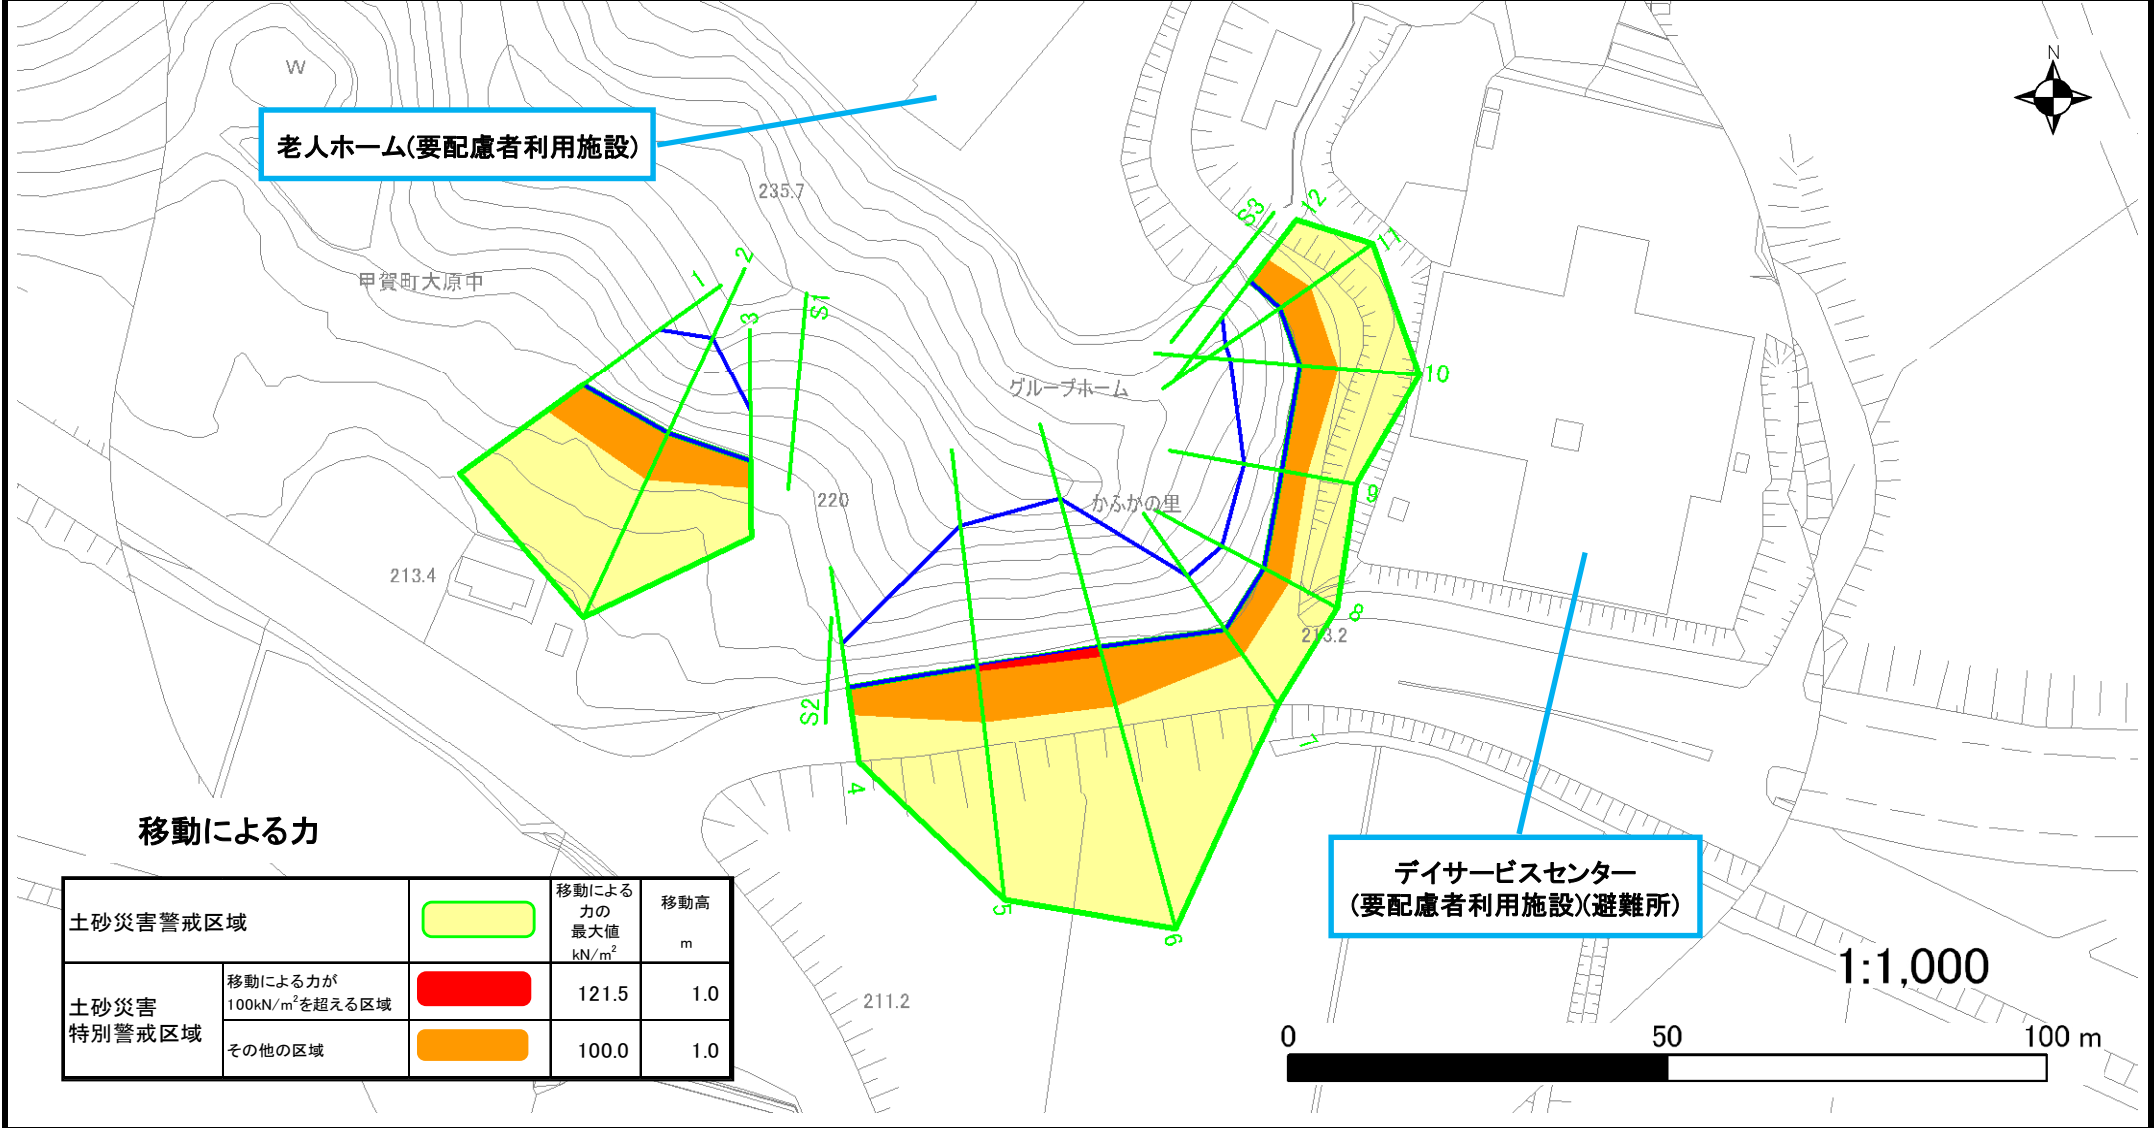 W
N
老人ホーム(要配慮者利用施設)
235.7
甲賀町大原中
1
2
3
S1
S3
12
11
10
グループホーム
かふかの里
220
9
213.4
8
213.2
S2
7
4
5
6
移動による力
土砂災害警戒区域
移動による
力の
最大値
kN/m²
移動高
m
土砂災害
特別警戒区域
移動による力が
100kN/m²を超える区域
121.5
1.0
その他の区域
100.0
1.0
211.2
デイサービスセンター
(要配慮者利用施設)(避難所)
1:1,000
0
50
100 m